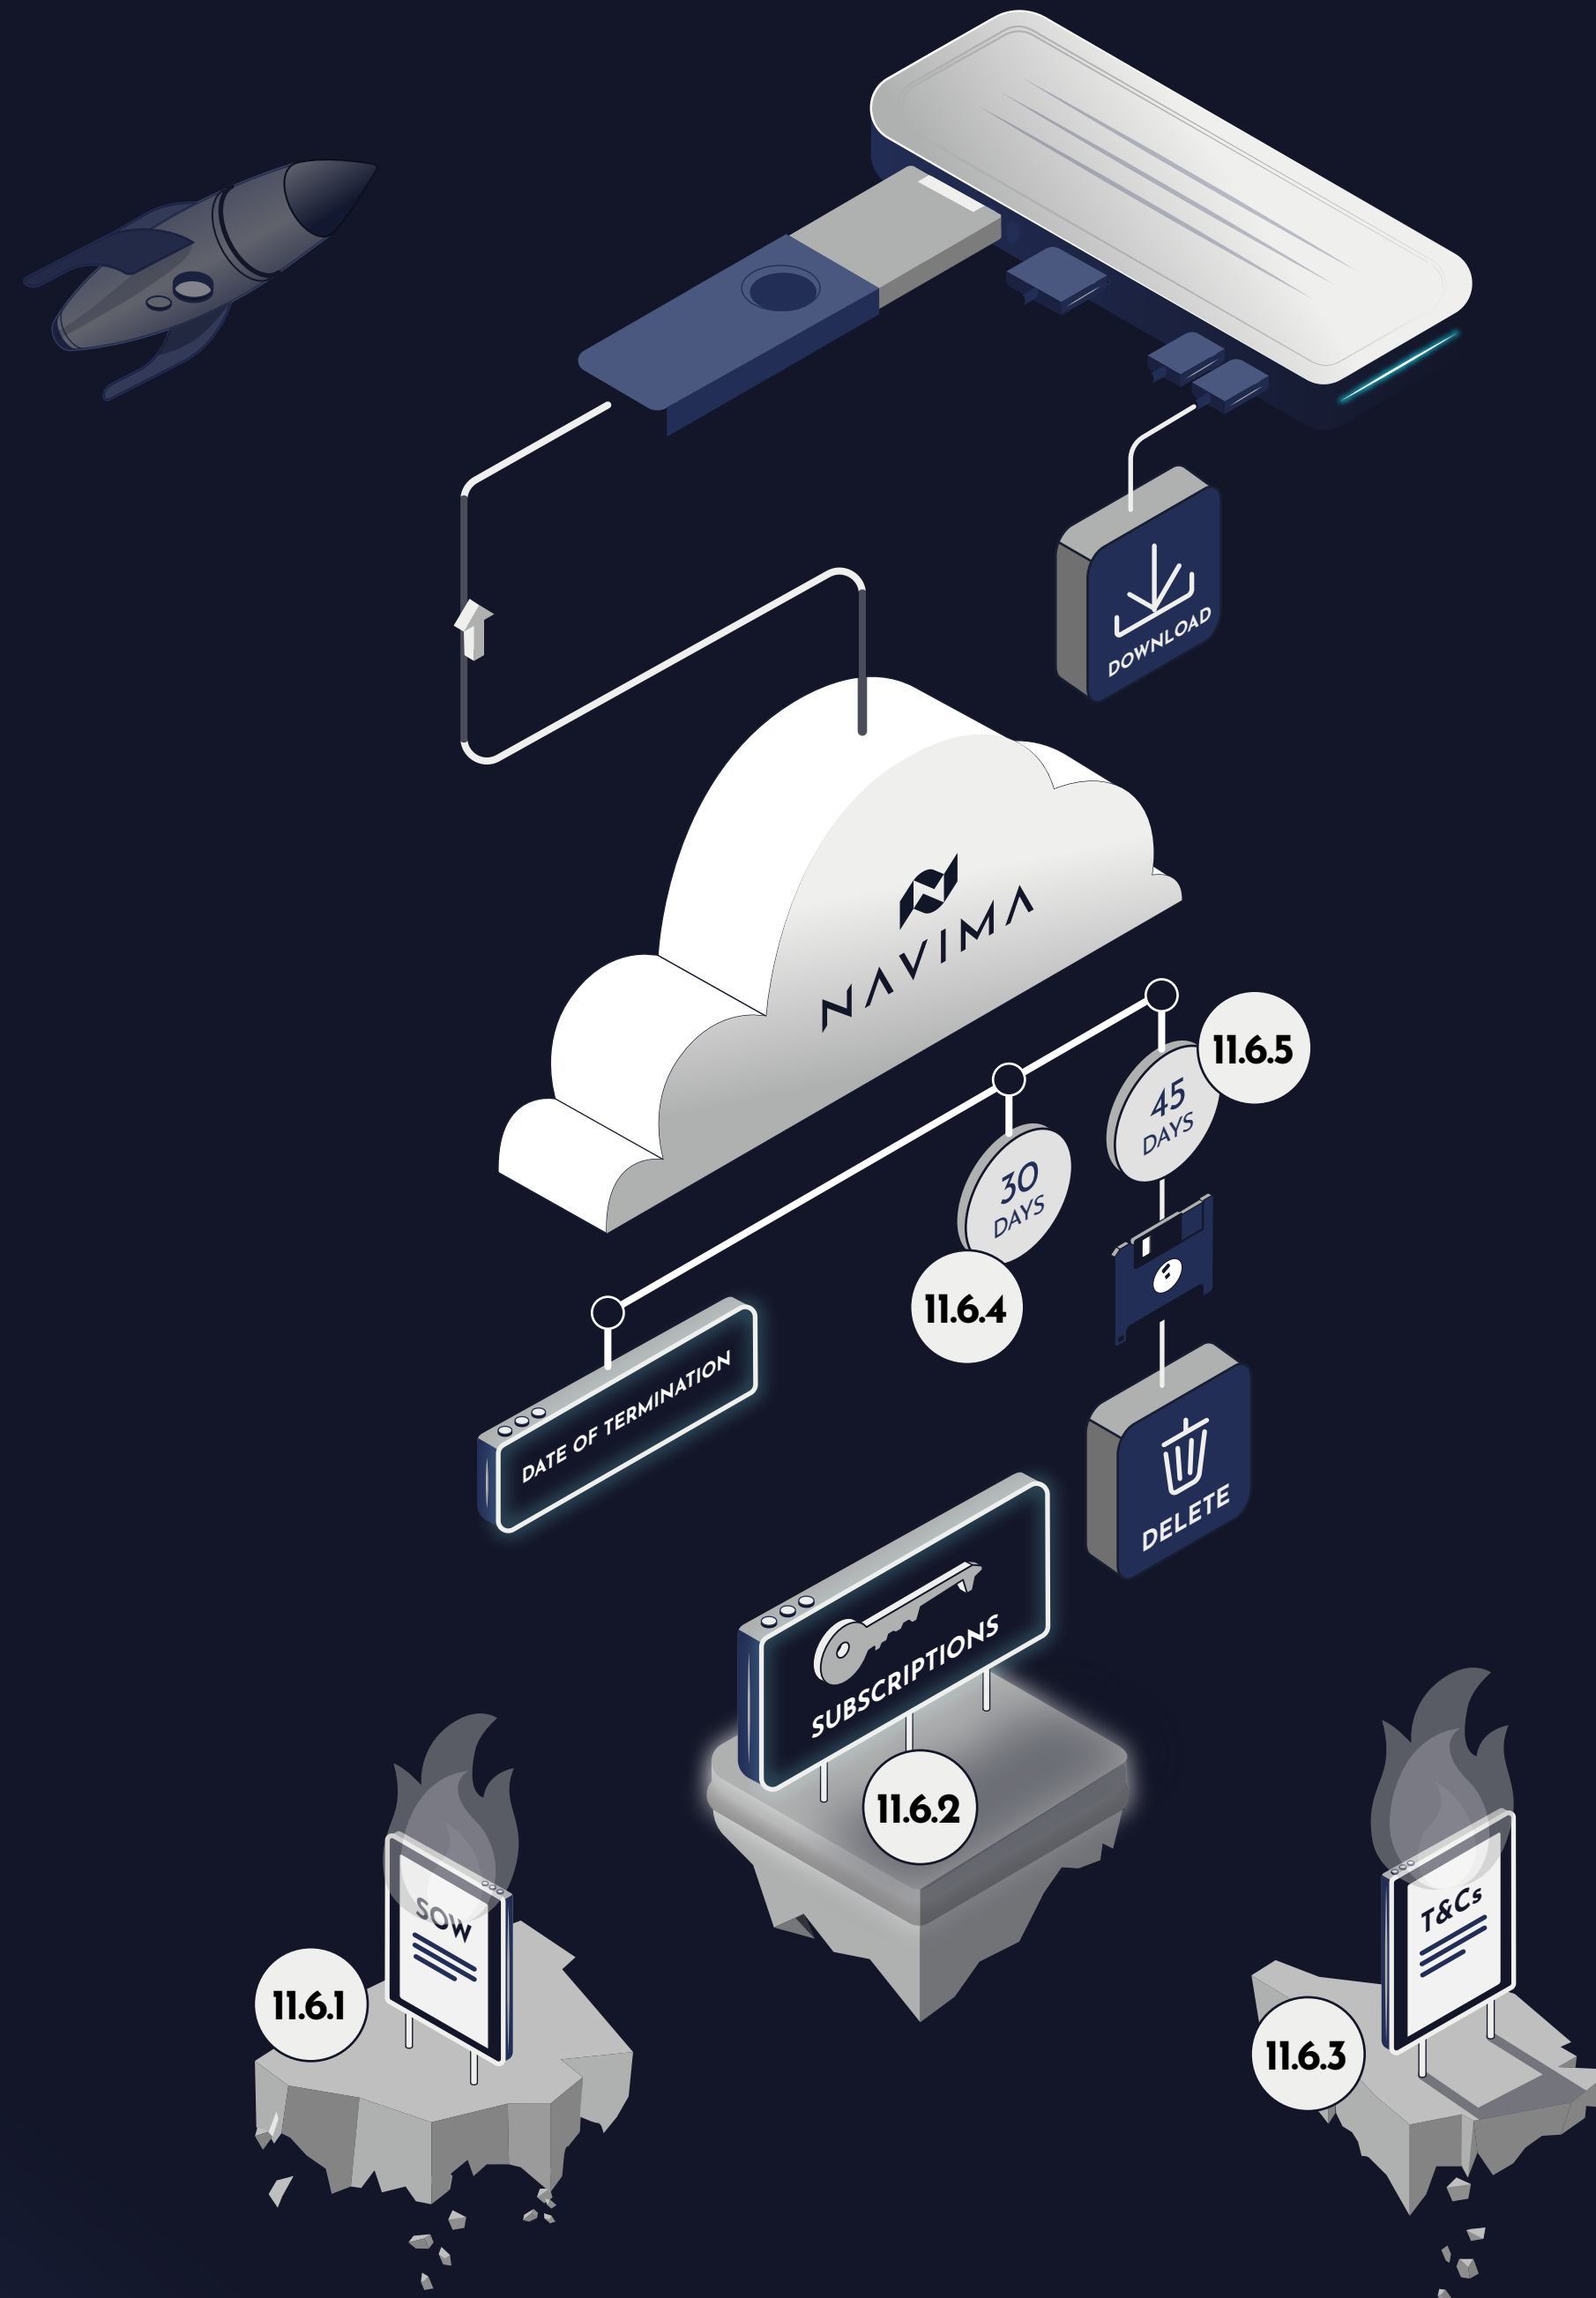 DOWNLOAD
NAVIMA
11.6.5
45
DAYS
30
DAYS
11.6.4
DATE OF TERMINATION
DELETE
SUBSCRIPTIONS
11.6.2
SOW
11.6.1
T&Cs
11.6.3